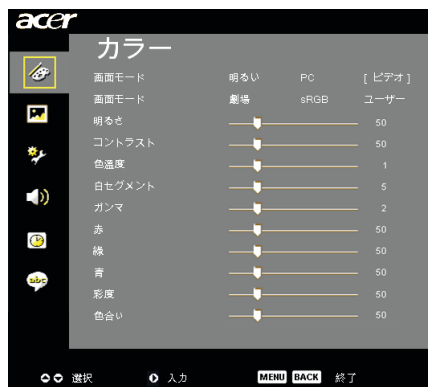 acer
カラー
画面モード 明るい PC [ ビデオ ]
画面モード 劇場 sRGB ユーザー
明るさ 50
コントラスト 50
色温度 1
白セグメント 5
ガンマ 2
赤 50
緑 50
青 50
彩度 50
色合い 50
abc
選択 入力 MENU BACK 終了